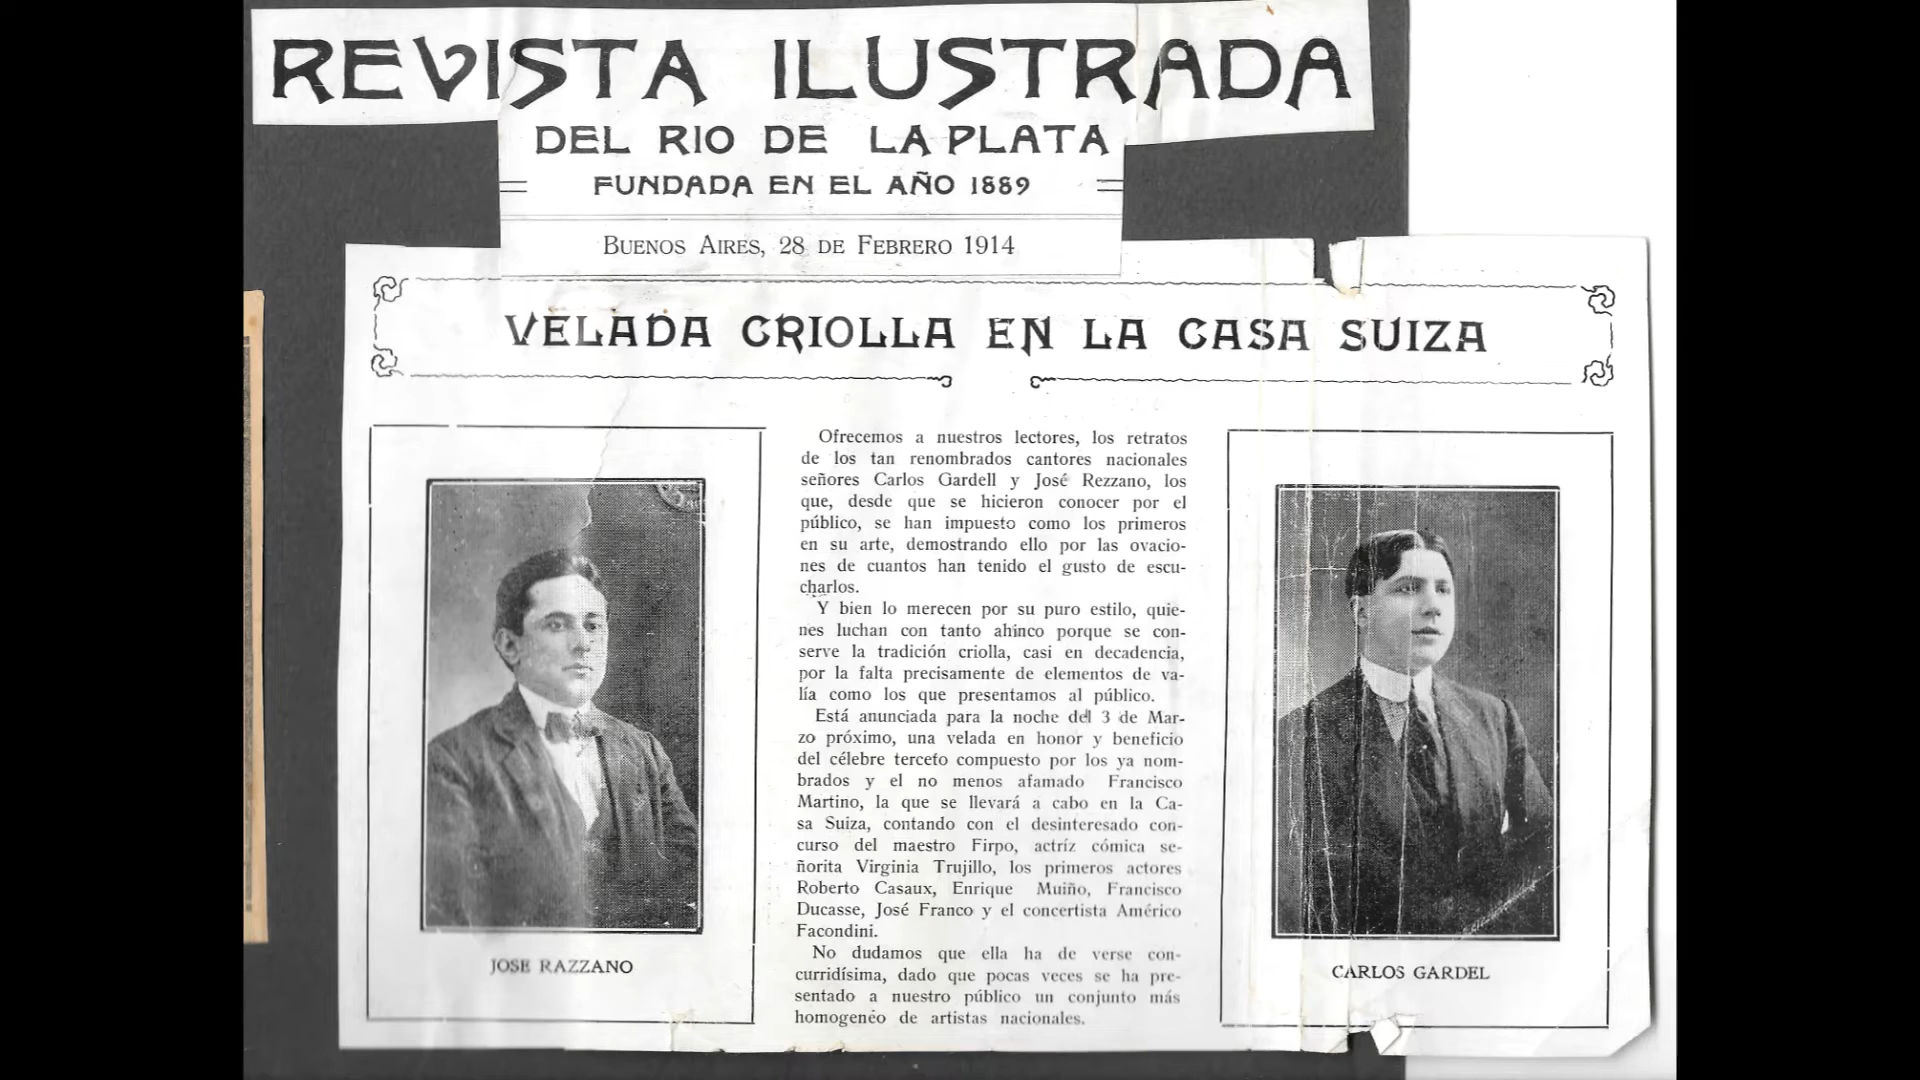 REVISTA ILUSTRADA
DEL RIO DE LA PLATA
FUNDADA EN EL AÑO 1889
BUENOS AIRES, 28 DE FEBRERO 1914
VELADA CRIOLLA EN LA CASA SUIZA
Ofrecemos a nuestros lectores, los retratos
de los tan renombrados cantores nacionales
señores Carlos Gardell y José Rezzano, los
que, desde que se hicieron conocer por el
público, se han impuesto como los primeros
en su arte, demostrando ello por las ovacio-
nes de cuantos han tenido el gusto de escu-
charlos.
Y bien lo merecen por su puro estilo, quie-
nes luchan con tanto ahinco porque se con-
serve la tradición criolla, casi en decadencia,
por la falta precisamente de elementos de va-
lía como los que presentamos al público.
Está anunciada para la noche del 3 de Mar-
zo próximo, una velada en honor y beneficio
del célebre terceto compuesto por los ya nom-
brados y el no menos afamado Francisco
Martino, la que se llevará a cabo en la Ca-
sa Suiza, contando con el desinteresado con-
curso del maestro Firpo, actríz cómica se-
ñorita Virginia Trujillo, los primeros actores
Roberto Casaux, Enrique Muiño, Francisco
Ducasse, José Franco y el concertista Américo
Facondini.
No dudamos que ella ha de verse con-
curridísima, dado que pocas veces se ha pre-
sentado a nuestro público un conjunto más
homogenéo de artistas nacionales.
JOSE RAZZANO
CARLOS GARDEL